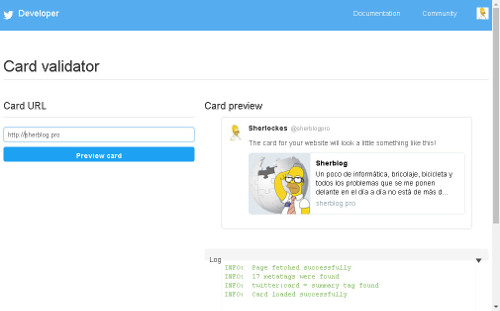 Developer
Documentation
Community
Card validator
Card URL
http://sherblog.pro
Preview card
Card preview
Sherlockes @sherblogpro
The card for your website will look a little something like this!
Sherblog
Un poco de informática, bricolaje, bicicleta y
todos los problemas que se me ponen
delante en el día a día no está de más d...
sherblog.pro
Log
INFO:  Page fetched successfully
INFO:  17 metatags were found
INFO:  twitter:card = summary tag found
INFO:  Card loaded successfully